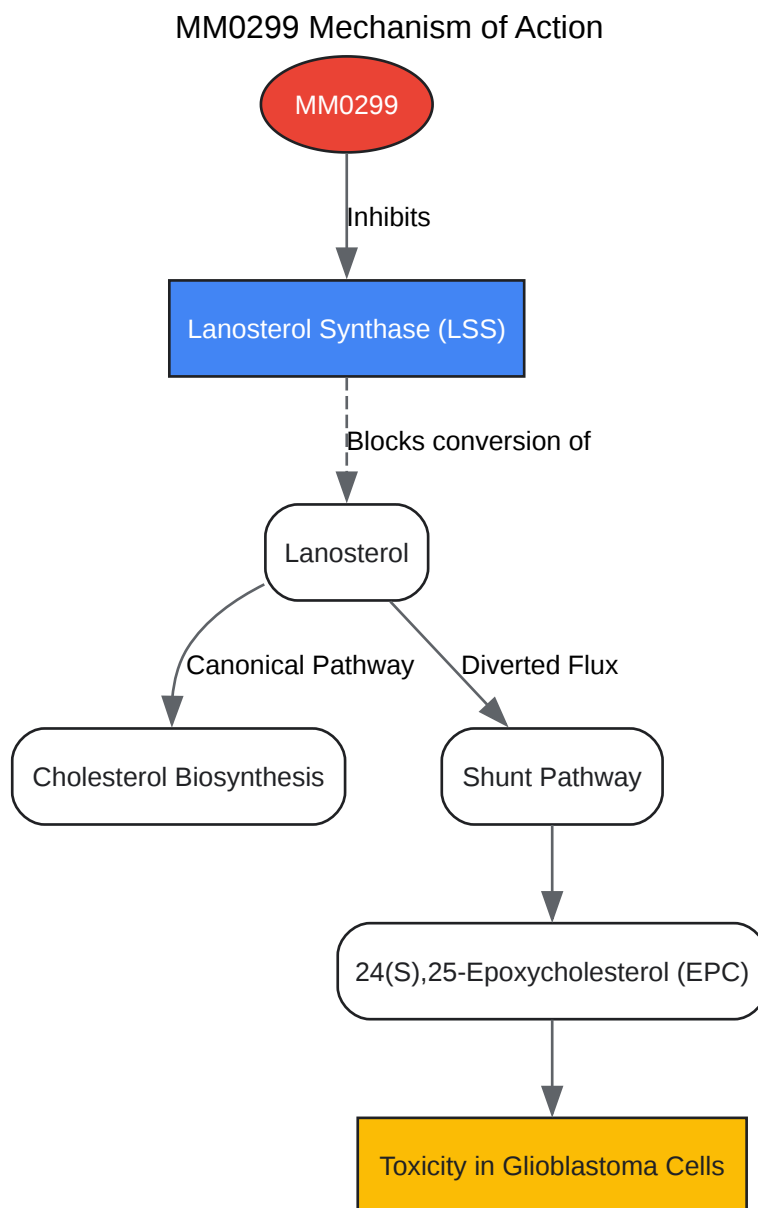 MM0299 Mechanism of Action
MM0299
Inhibits
Lanosterol Synthase (LSS)
Blocks conversion of
Lanosterol
Canonical Pathway
Diverted Flux
Cholesterol Biosynthesis
Shunt Pathway
24(S),25-Epoxycholesterol (EPC)
Toxicity in Glioblastoma Cells